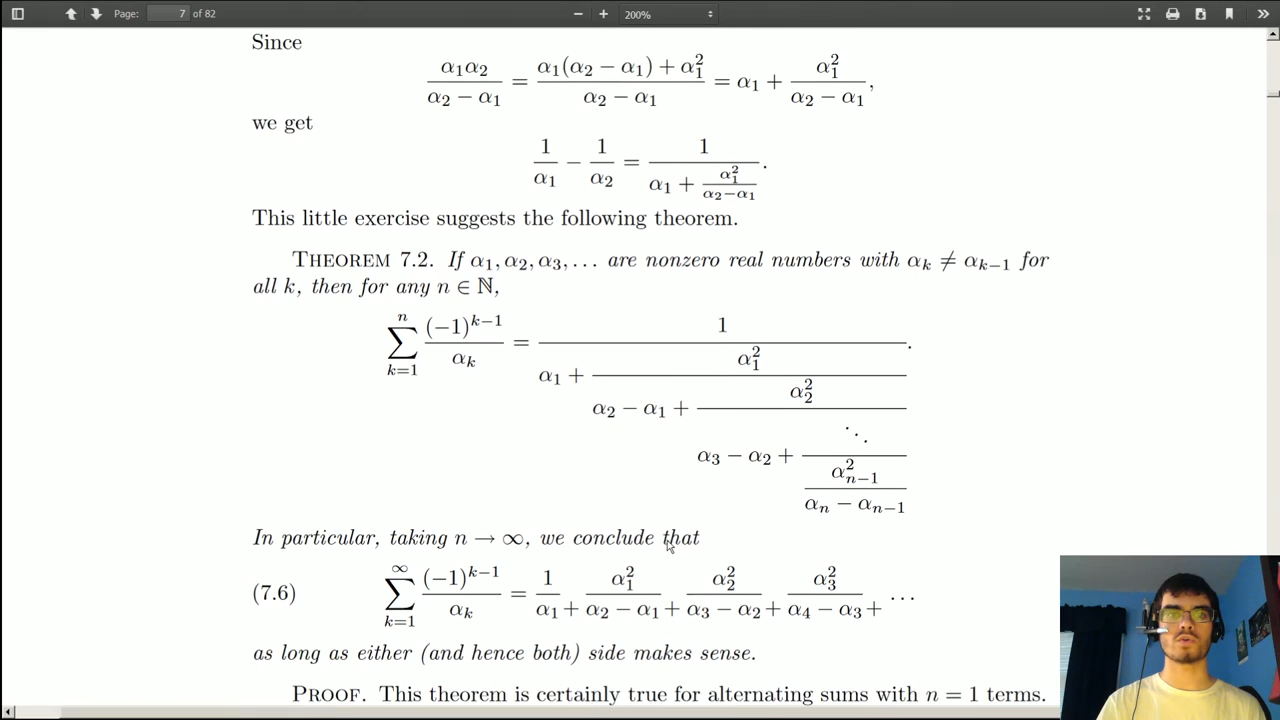 Page: 7 of 82 200%
Since
α₁α₂/(α₂ − α₁) = (α₁(α₂ − α₁) + α₁²)/(α₂ − α₁) = α₁ + α₁²/(α₂ − α₁),
we get
1/α₁ − 1/α₂ = 1/(α₁ + α₁²/(α₂−α₁)).
This little exercise suggests the following theorem.
THEOREM 7.2. If α₁, α₂, α₃, . . . are nonzero real numbers with αₖ ≠ αₖ₋₁ for
all k, then for any n ∈ ℕ,
∑ₖ₌₁ⁿ (−1)ᵏ⁻¹/αₖ = 1/(α₁ + α₁²/(α₂ − α₁ + α₂²/(α₃ − α₂ + ⋱ α²ₙ₋₁/(αₙ − αₙ₋₁)))).
In particular, taking n → ∞, we conclude that
(7.6) ∑ₖ₌₁^∞ (−1)ᵏ⁻¹/αₖ = 1/α₁ + α₁²/α₂ − α₁ + α₂²/α₃ − α₂ + α₃²/α₄ − α₃ + . . .
as long as either (and hence both) side makes sense.
PROOF. This theorem is certainly true for alternating sums with n = 1 terms.